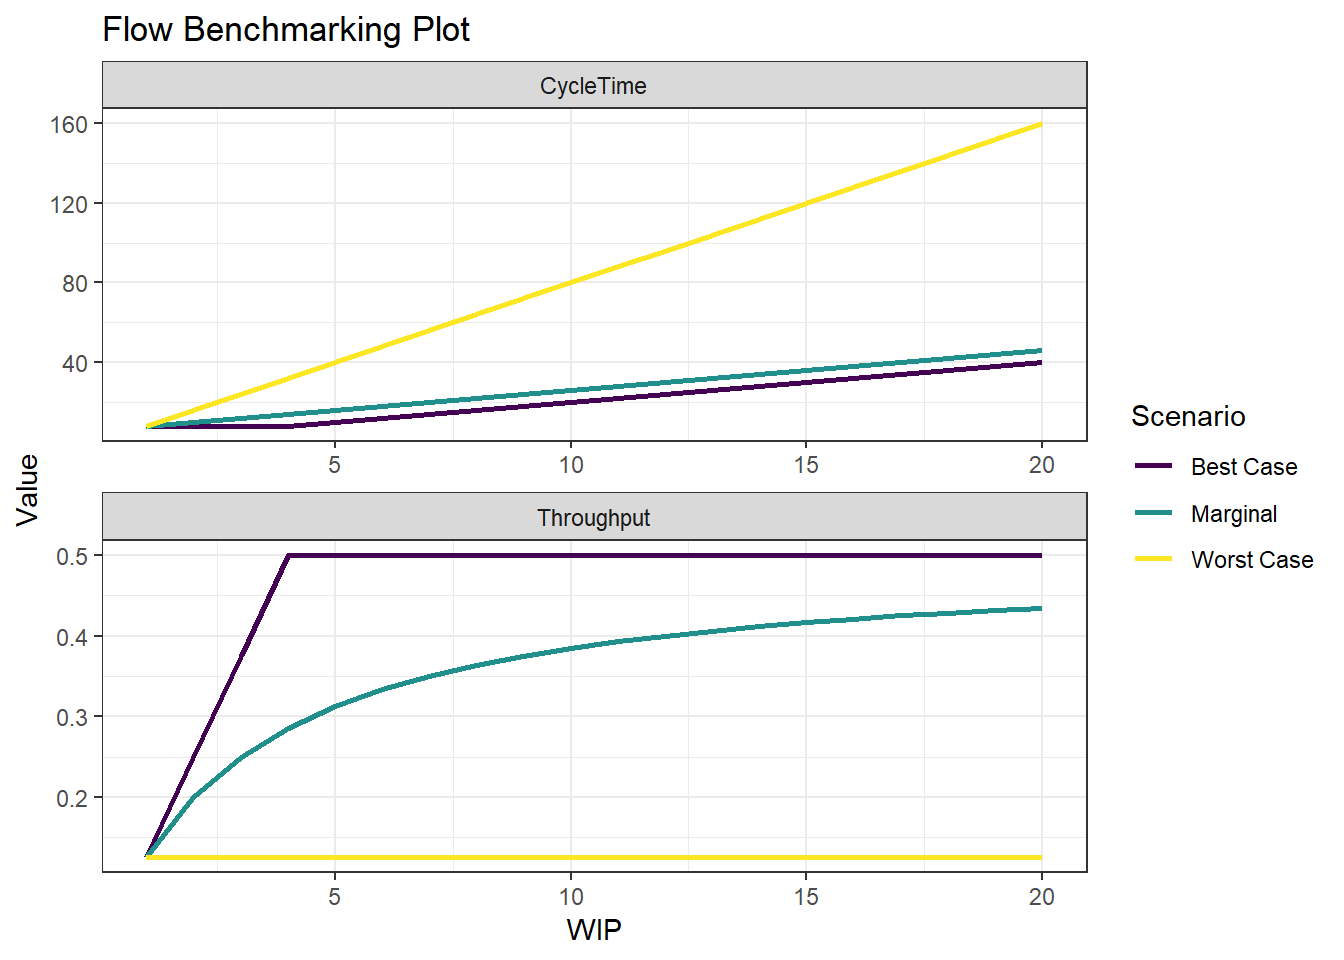 Flow Benchmarking Plot
CycleTime
160
120
80
40
5 10 15 20
Value
Throughput
0.5
0.4
0.3
0.2
5 10 15 20
WIP
Scenario
Best Case
Marginal
Worst Case